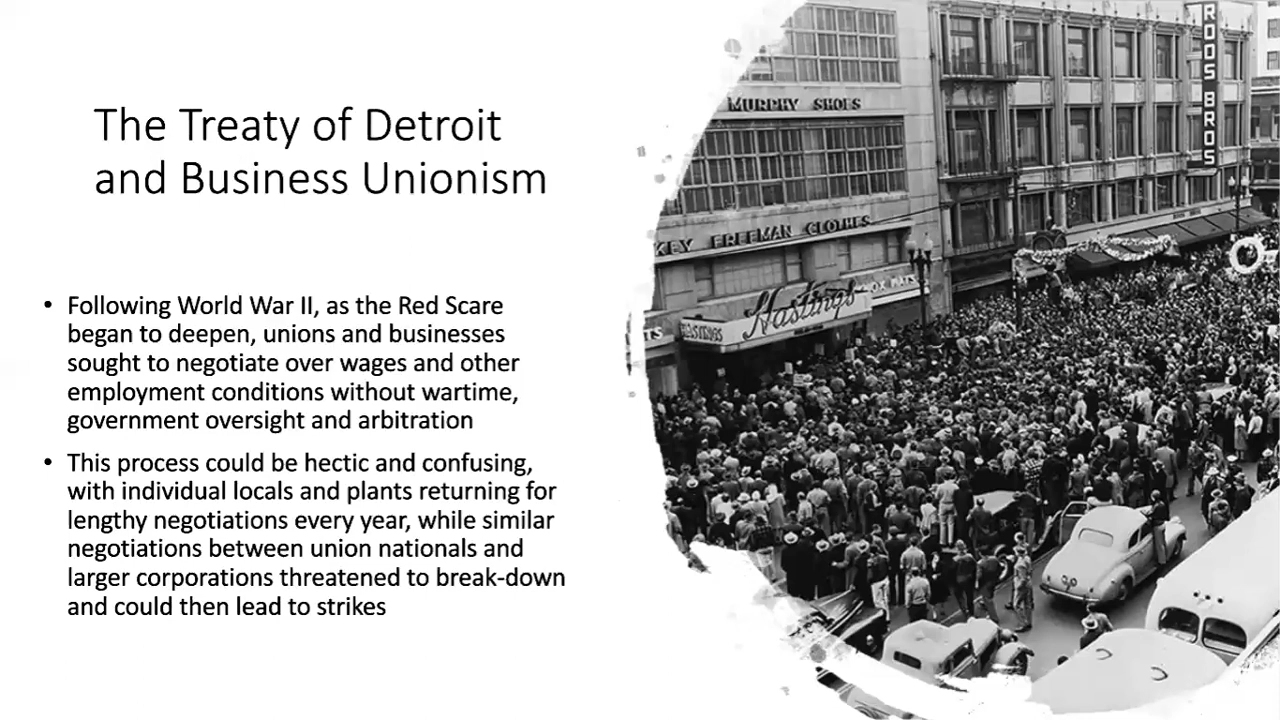 The Treaty of Detroit
and Business Unionism
• Following World War II, as the Red Scare
began to deepen, unions and businesses
sought to negotiate over wages and other
employment conditions without wartime,
government oversight and arbitration
• This process could be hectic and confusing,
with individual locals and plants returning for
lengthy negotiations every year, while similar
negotiations between union nationals and
larger corporations threatened to break-down
and could then lead to strikes
MURPHY SHOES
ROOS BROS
KEY FREEMAN CLOTHES
Hastings
HASTINGS